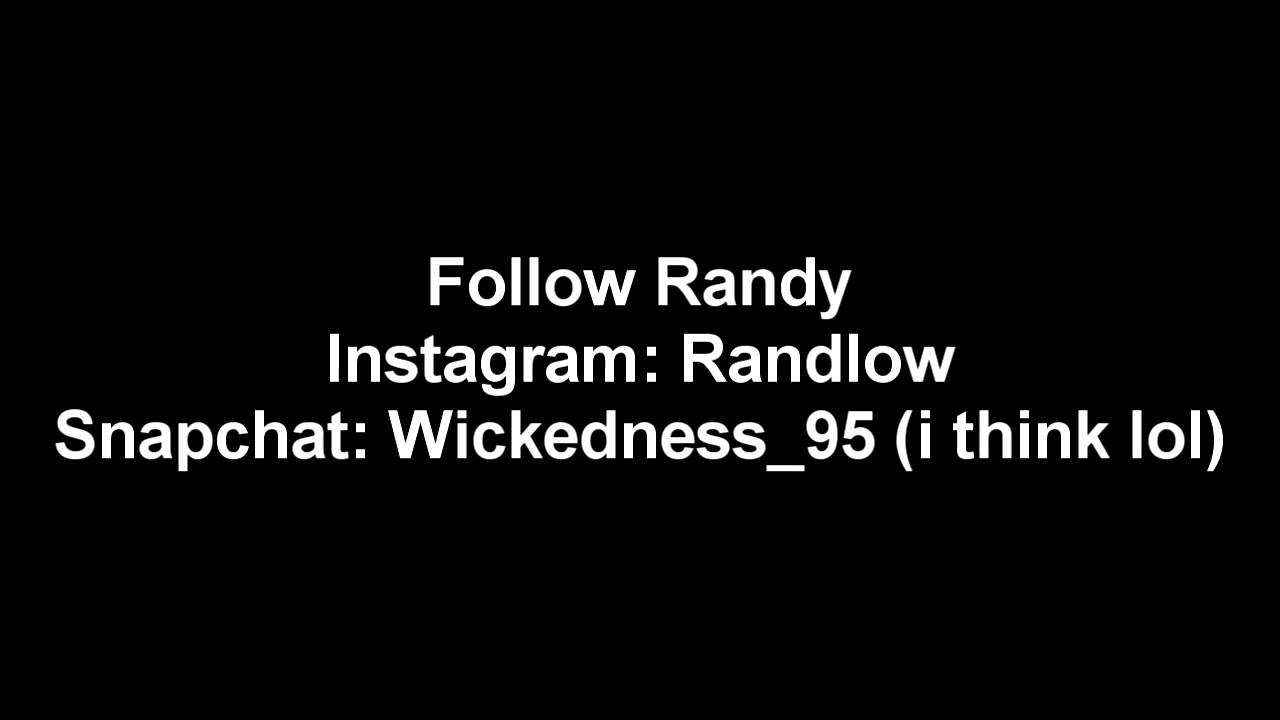 Follow Randy
Instagram: Randlow
Snapchat: Wickedness_95 (i think lol)